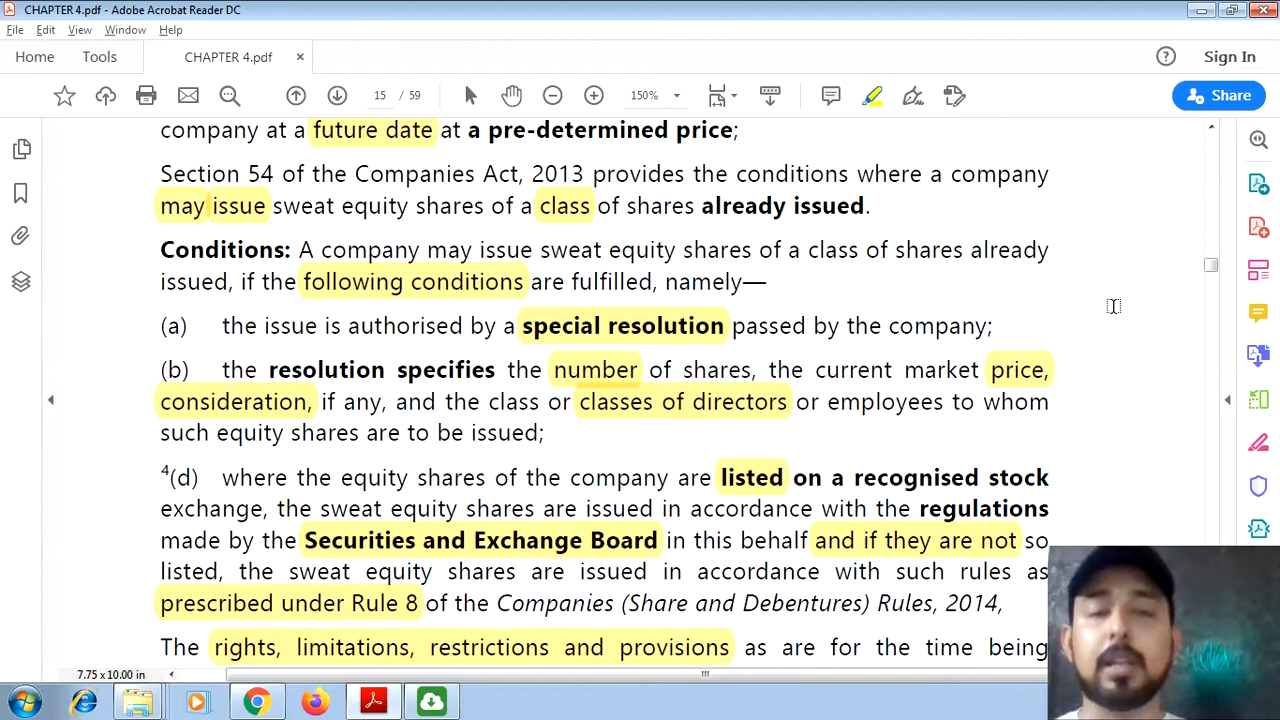 CHAPTER 4.pdf - Adobe Acrobat Reader DC
File Edit View Window Help
Home Tools CHAPTER 4.pdf × Sign In
15 / 59 150% Share
company at a future date at a pre-determined price;
Section 54 of the Companies Act, 2013 provides the conditions where a company
may issue sweat equity shares of a class of shares already issued.
Conditions: A company may issue sweat equity shares of a class of shares already
issued, if the following conditions are fulfilled, namely—
(a) the issue is authorised by a special resolution passed by the company;
(b) the resolution specifies the number of shares, the current market price,
consideration, if any, and the class or classes of directors or employees to whom
such equity shares are to be issued;
4(d) where the equity shares of the company are listed on a recognised stock
exchange, the sweat equity shares are issued in accordance with the regulations
made by the Securities and Exchange Board in this behalf and if they are not so
listed, the sweat equity shares are issued in accordance with such rules as
prescribed under Rule 8 of the Companies (Share and Debentures) Rules, 2014,
The rights, limitations, restrictions and provisions as are for the time being
7.75 x 10.00 in